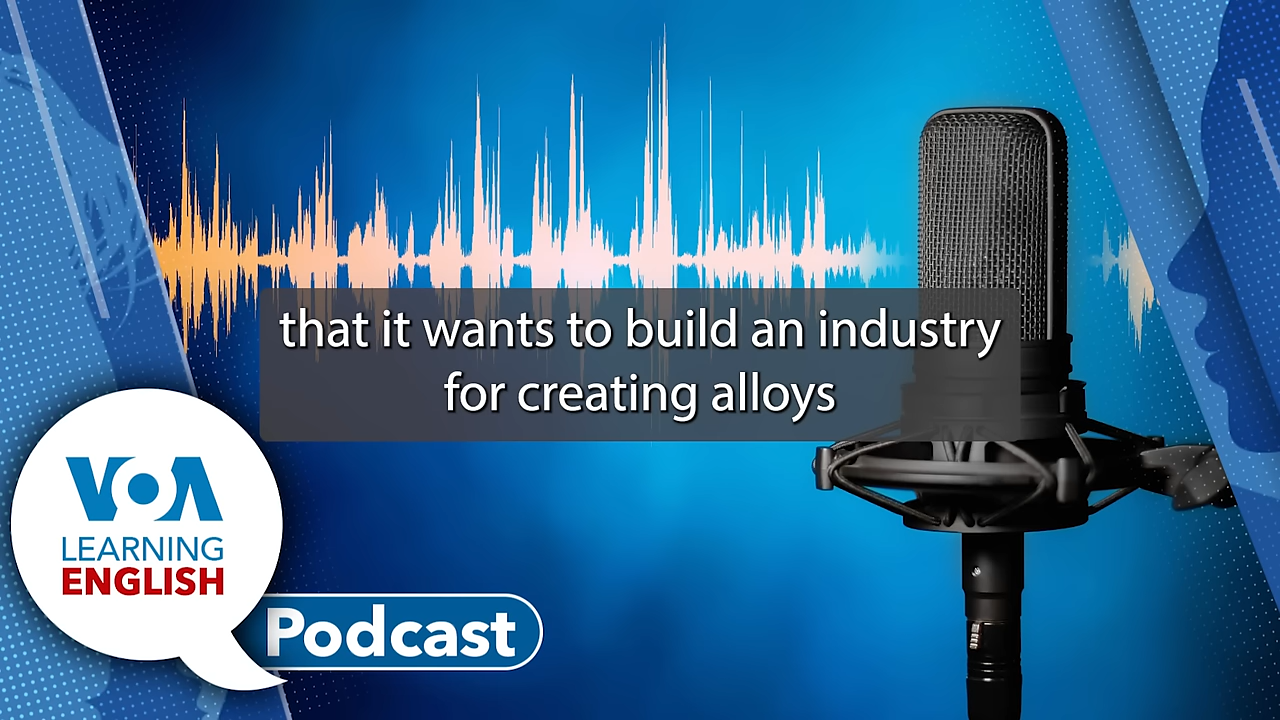 that it wants to build an industry
for creating alloys
VOA
LEARNING
ENGLISH
Podcast